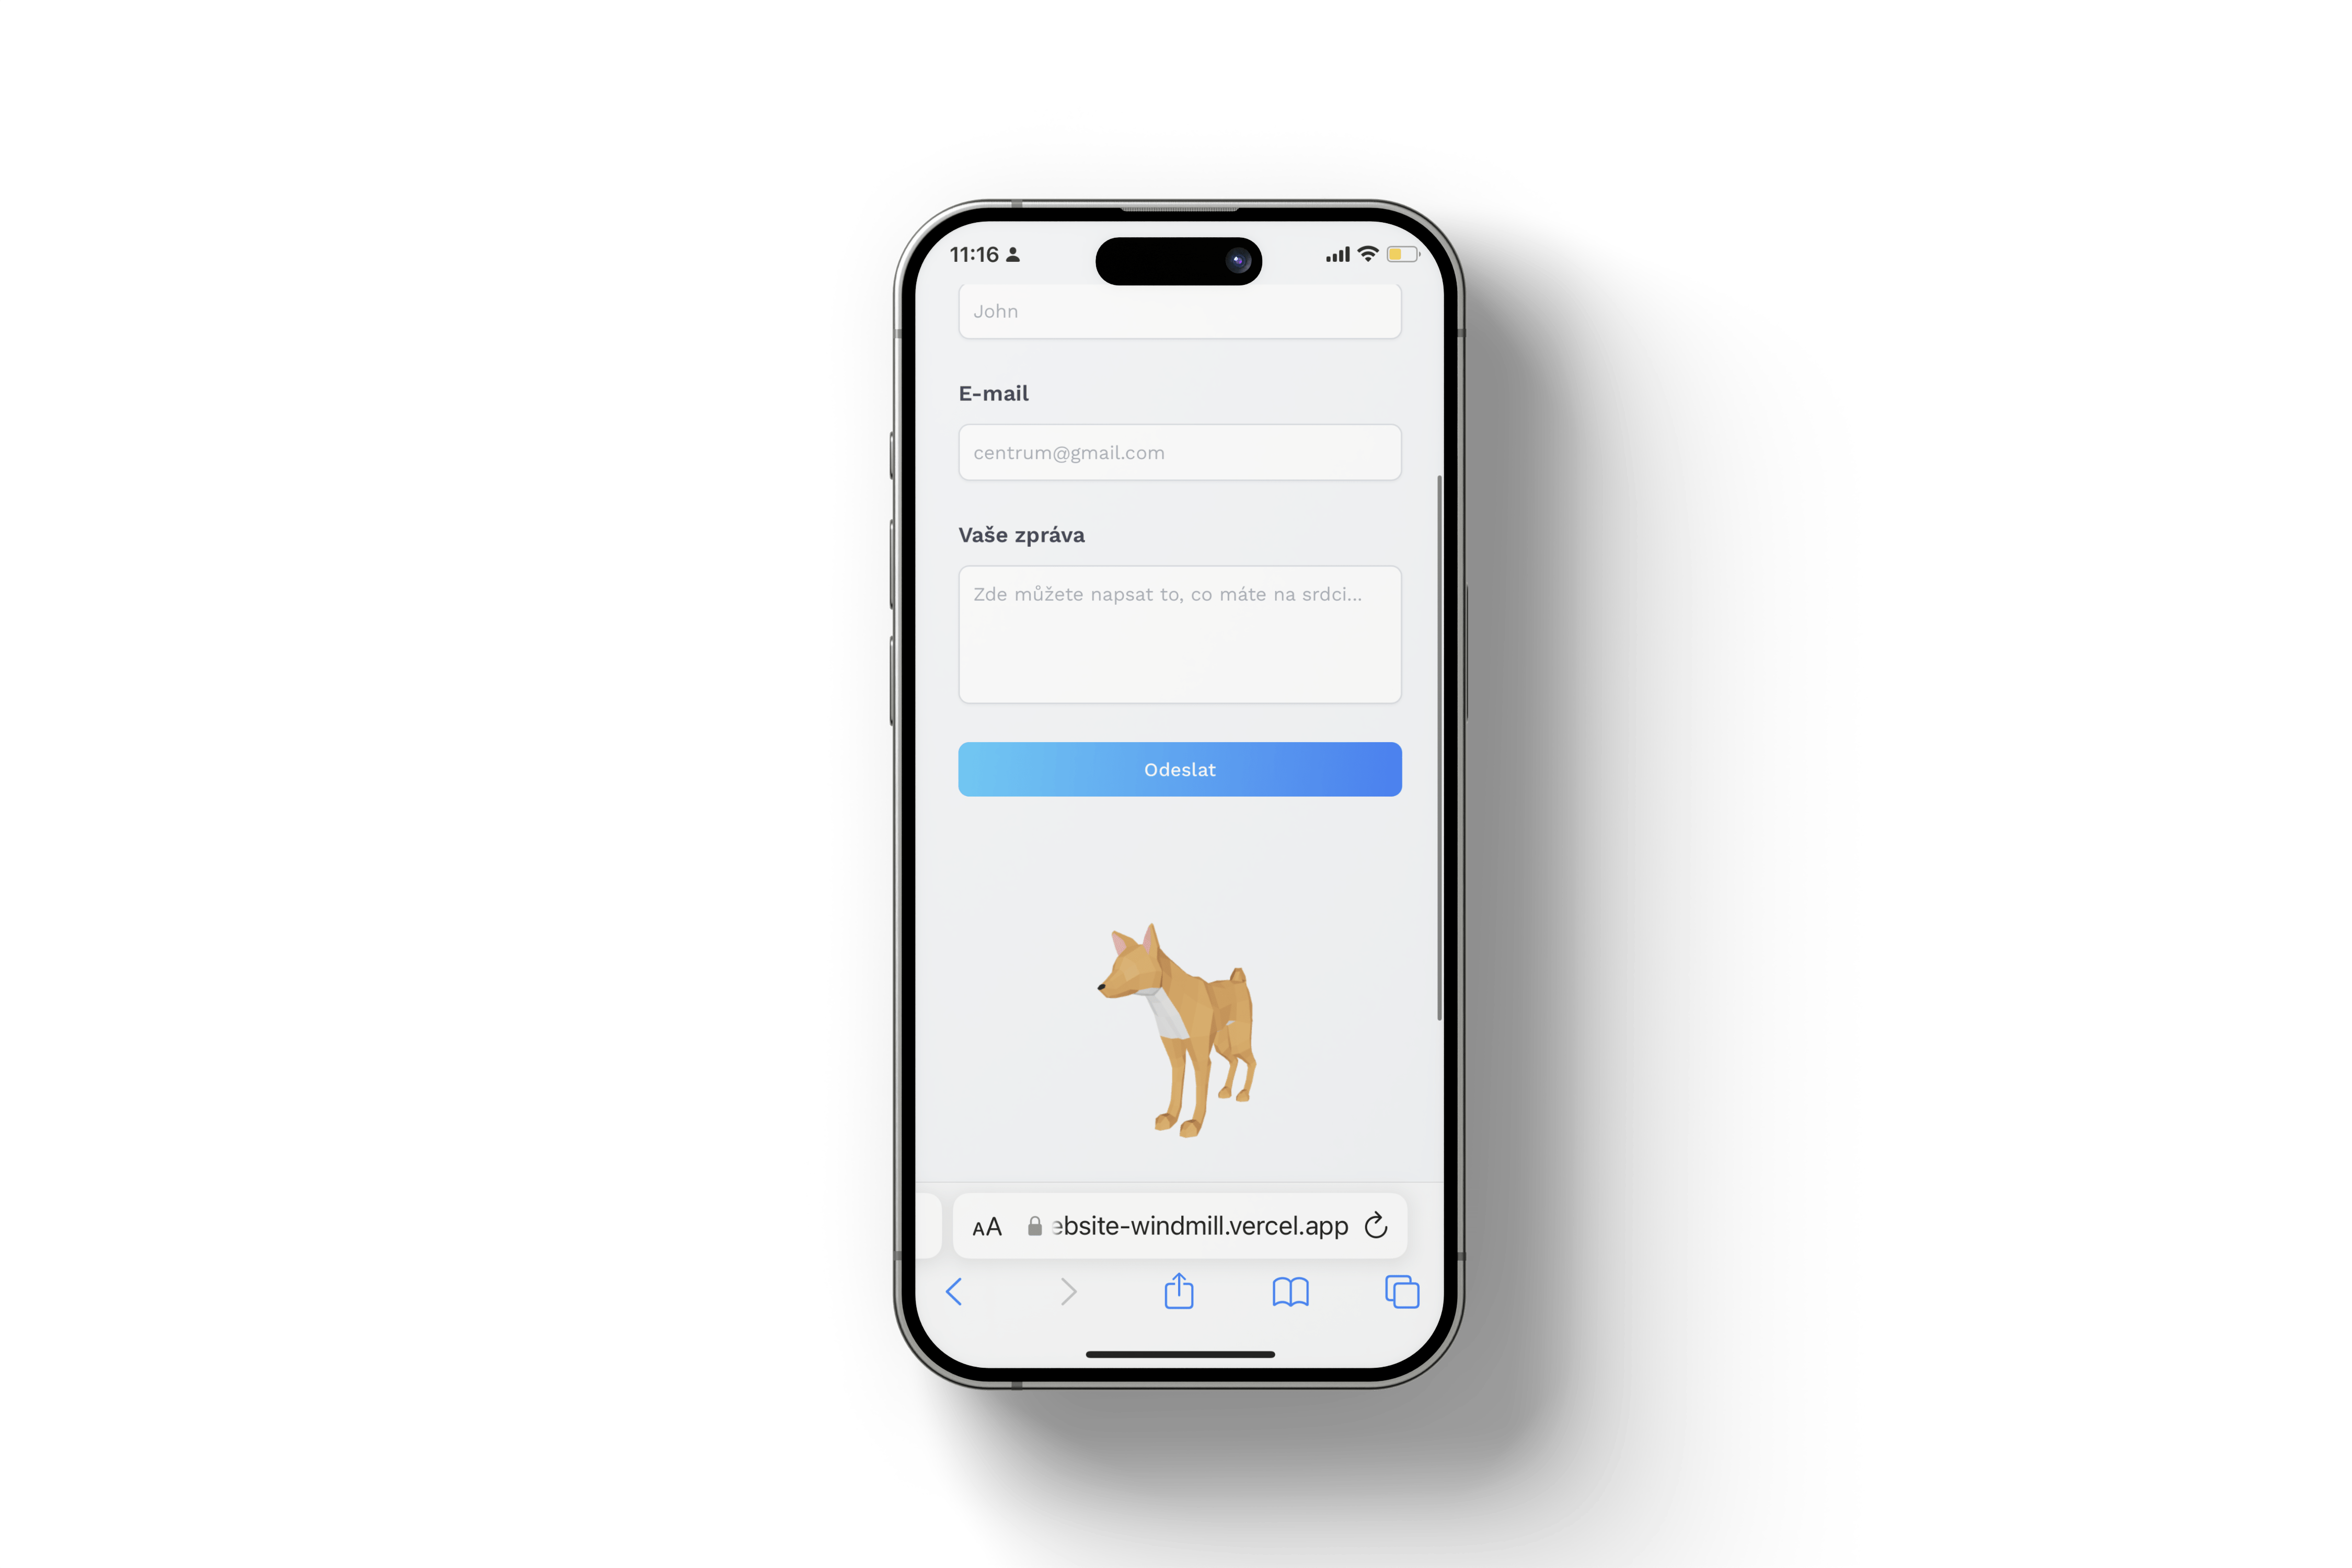 11:16
John
E-mail
centrum@gmail.com
Vaše zpráva
Zde můžete napsat to, co máte na srdci...
Odeslat
AA ebsite-windmill.vercel.app